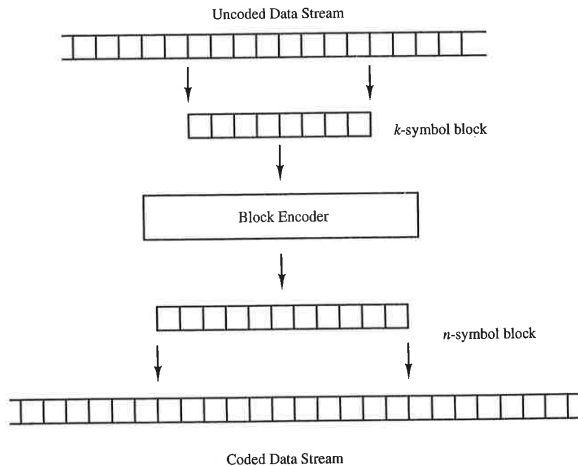 Uncoded Data Stream
k-symbol block
Block Encoder
n-symbol block
Coded Data Stream